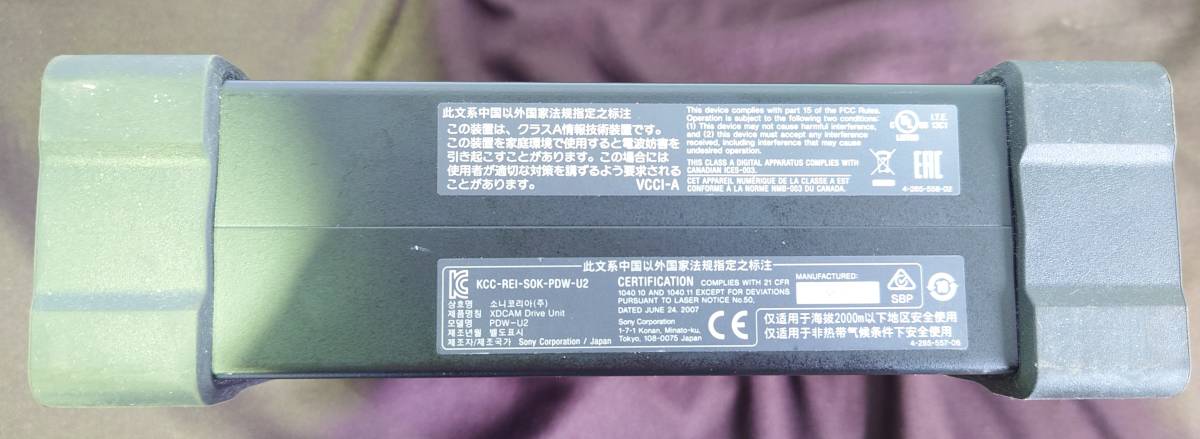 此文系中国以外国家法规指定之标注
この装置は、クラスA情報技術装置です。
この装置を家庭環境で使用すると電波妨害を
引き起こすことがあります。この場合には
使用者が適切な対策を講ずるよう要求される
ことがあります。
VCCI-A
This device complies with part 15 of the FCC Rules.
Operation is subject to the following two conditions:
(1) This device may not cause harmful interference,
and (2) this device must accept any interference
received, including interference that may cause
undesired operation.
THIS CLASS A DIGITAL APPARATUS COMPLIES WITH
CANADIAN ICES-003.
CET APPAREIL NUMÉRIQUE DE LA CLASSE A EST
CONFORME A LA NORME NMB-003 DU CANADA.
UL
LISTED
I.T.E.
12C1
EAC
4-285-558-02
此文系中国以外国家法规指定之标注
KCC-REI-SOK-PDW-U2
상호명 소니코리아(주)
제품명칭 XDCAM Drive Unit
모델명 PDW-U2
제조년월 별도표시
제조자/제조국가 Sony Corporation / Japan
CERTIFICATION COMPLIES WITH 21 CFR
1040.10 AND 1040.11 EXCEPT FOR DEVIATIONS
PURSUANT TO LASER NOTICE No.50,
DATED JUNE 24, 2007
Sony Corporation
1-7-1 Konan, Minato-ku,
Tokyo, 108-0075 Japan
CE
MANUFACTURED:
SBP
仅适用于海拔2000m以下地区安全使用
仅适用于非热带气候条件下安全使用
4-285-557-06